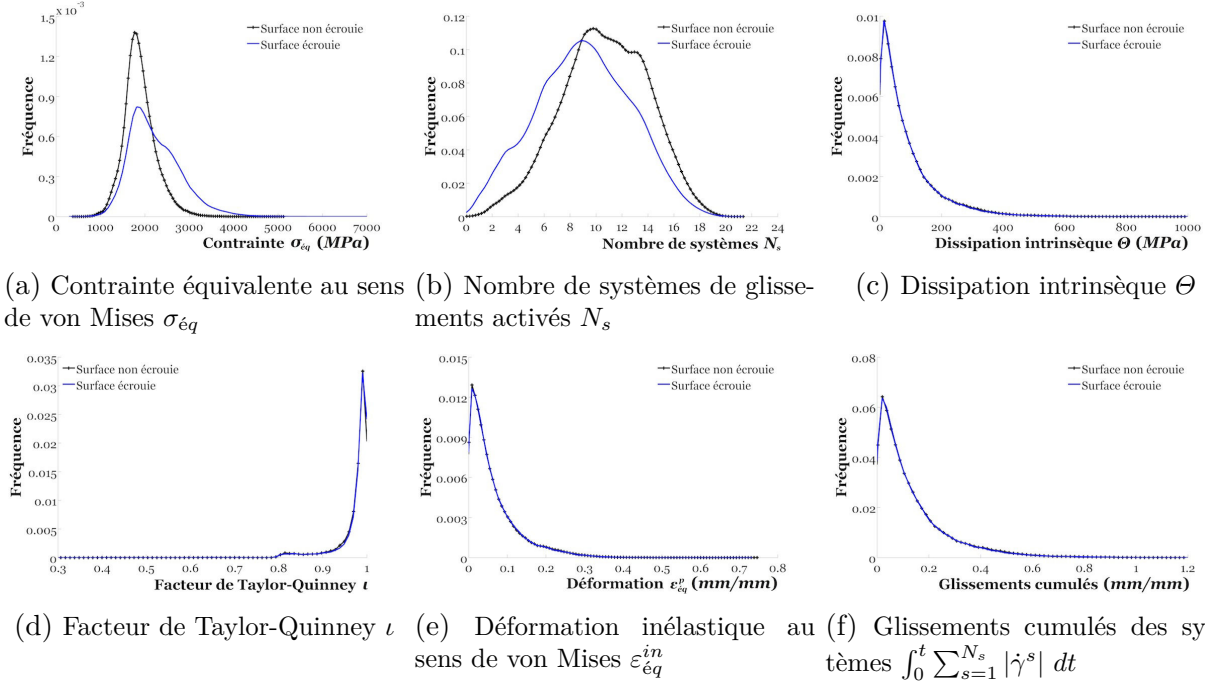 x 10⁻³
1.5
1.2
0.9
0.6
0.3
0
Fréquence
Surface non écrouie
Surface écrouie
0 1000 2000 3000 4000 5000 6000 7000
Contrainte σéq (MPa)
0.12
0.1
0.08
0.06
0.04
0.02
0
Fréquence
Surface non écrouie
Surface écrouie
0 2 4 6 8 10 12 14 16 18 20 22 24
Nombre de systèmes Ns
0.01
0.008
0.006
0.004
0.002
0
Fréquence
Surface non écrouie
Surface écrouie
0 200 400 600 800 1000
Dissipation intrinsèque Θ (MPa)
(a) Contrainte équivalente au sens
de von Mises σéq
(b) Nombre de systèmes de glisse-
ments activés Ns
(c) Dissipation intrinsèque Θ
0.035
0.03
0.025
0.02
0.015
0.01
0.005
0
Fréquence
Surface non écrouie
Surface écrouie
0.3 0.4 0.5 0.6 0.7 0.8 0.9 1
Facteur de Taylor-Quinney ι
0.015
0.012
0.009
0.006
0.003
0
Fréquence
Surface non écrouie
Surface écrouie
0 0.1 0.2 0.3 0.4 0.5 0.6 0.7 0.8
Déformation ε^p_éq (mm/mm)
0.08
0.06
0.04
0.02
0
Fréquence
Surface non écrouie
Surface écrouie
0 0.2 0.4 0.6 0.8 1 1.2
Glissements cumulés (mm/mm)
(d) Facteur de Taylor-Quinney ι
(e) Déformation inélastique au
sens de von Mises ε^in_éq
(f) Glissements cumulés des sy
tèmes ∫₀ᵗ ∑_{s=1}^{Ns} |γ̇ˢ| dt